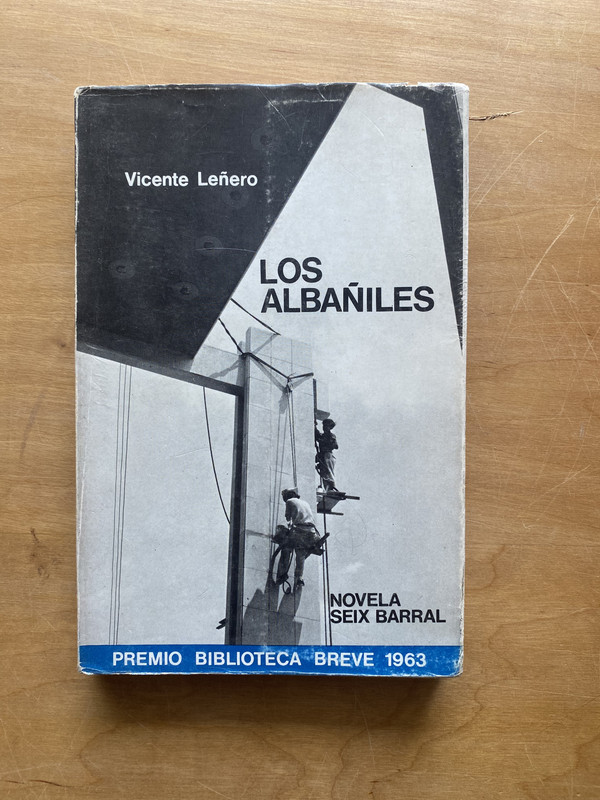 Vicente Leñero
LOS
ALBAÑILES
NOVELA
SEIX BARRAL
PREMIO BIBLIOTECA BREVE 1963